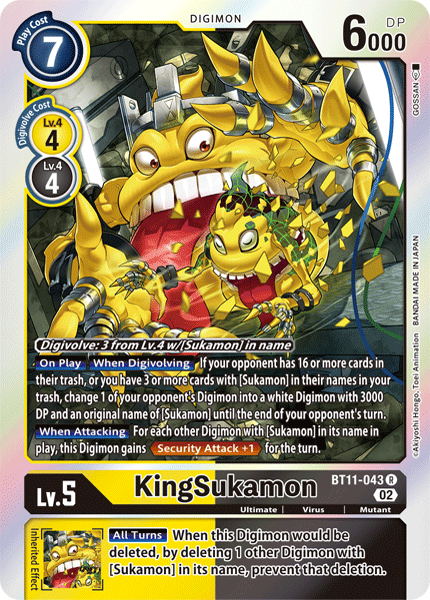 Play Cost
7
DIGIMON
6000
DP
Digivolve Cost
Lv.4
4
Lv.4
4
GOSSAN
©Akiyoshi Hongo, Toei Animation BANDAI MADE IN JAPAN
Digivolve: 3 from Lv.4 w/[Sukamon] in name
On Play When Digivolving If your opponent has 16 or more cards in
their trash, or you have 3 or more cards with [Sukamon] in their names in your
trash, change 1 of your opponent's Digimon into a white Digimon with 3000
DP and an original name of [Sukamon] until the end of your opponent's turn.
When Attacking For each other Digimon with [Sukamon] in its name in
play, this Digimon gains Security Attack +1 for the turn.
Lv.5
KingSukamon
BT11-043 R
02
Ultimate Virus Mutant
Inherited Effect
All Turns When this Digimon would be
deleted, by deleting 1 other Digimon with
[Sukamon] in its name, prevent that deletion.